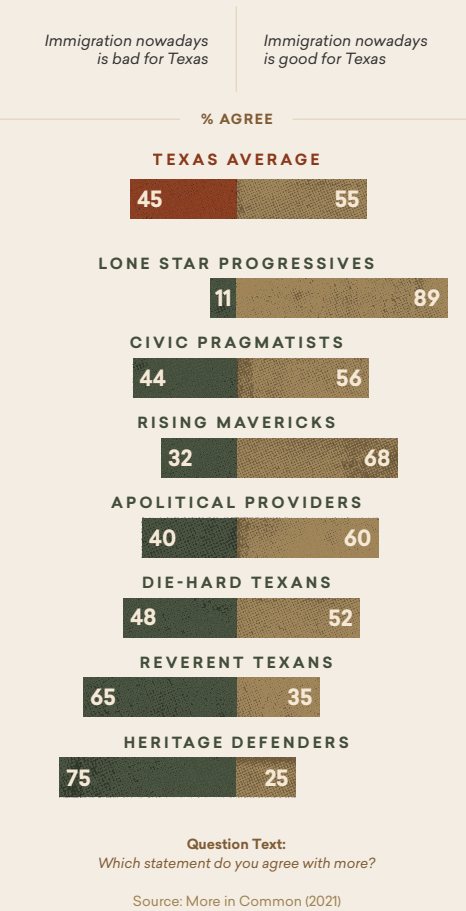 Immigration nowadays
is bad for Texas
Immigration nowadays
is good for Texas
% AGREE
TEXAS AVERAGE
45 55
LONE STAR PROGRESSIVES
11 89
CIVIC PRAGMATISTS
44 56
RISING MAVERICKS
32 68
APOLITICAL PROVIDERS
40 60
DIE-HARD TEXANS
48 52
REVERENT TEXANS
65 35
HERITAGE DEFENDERS
75 25
Question Text:
Which statement do you agree with more?
Source: More in Common (2021)